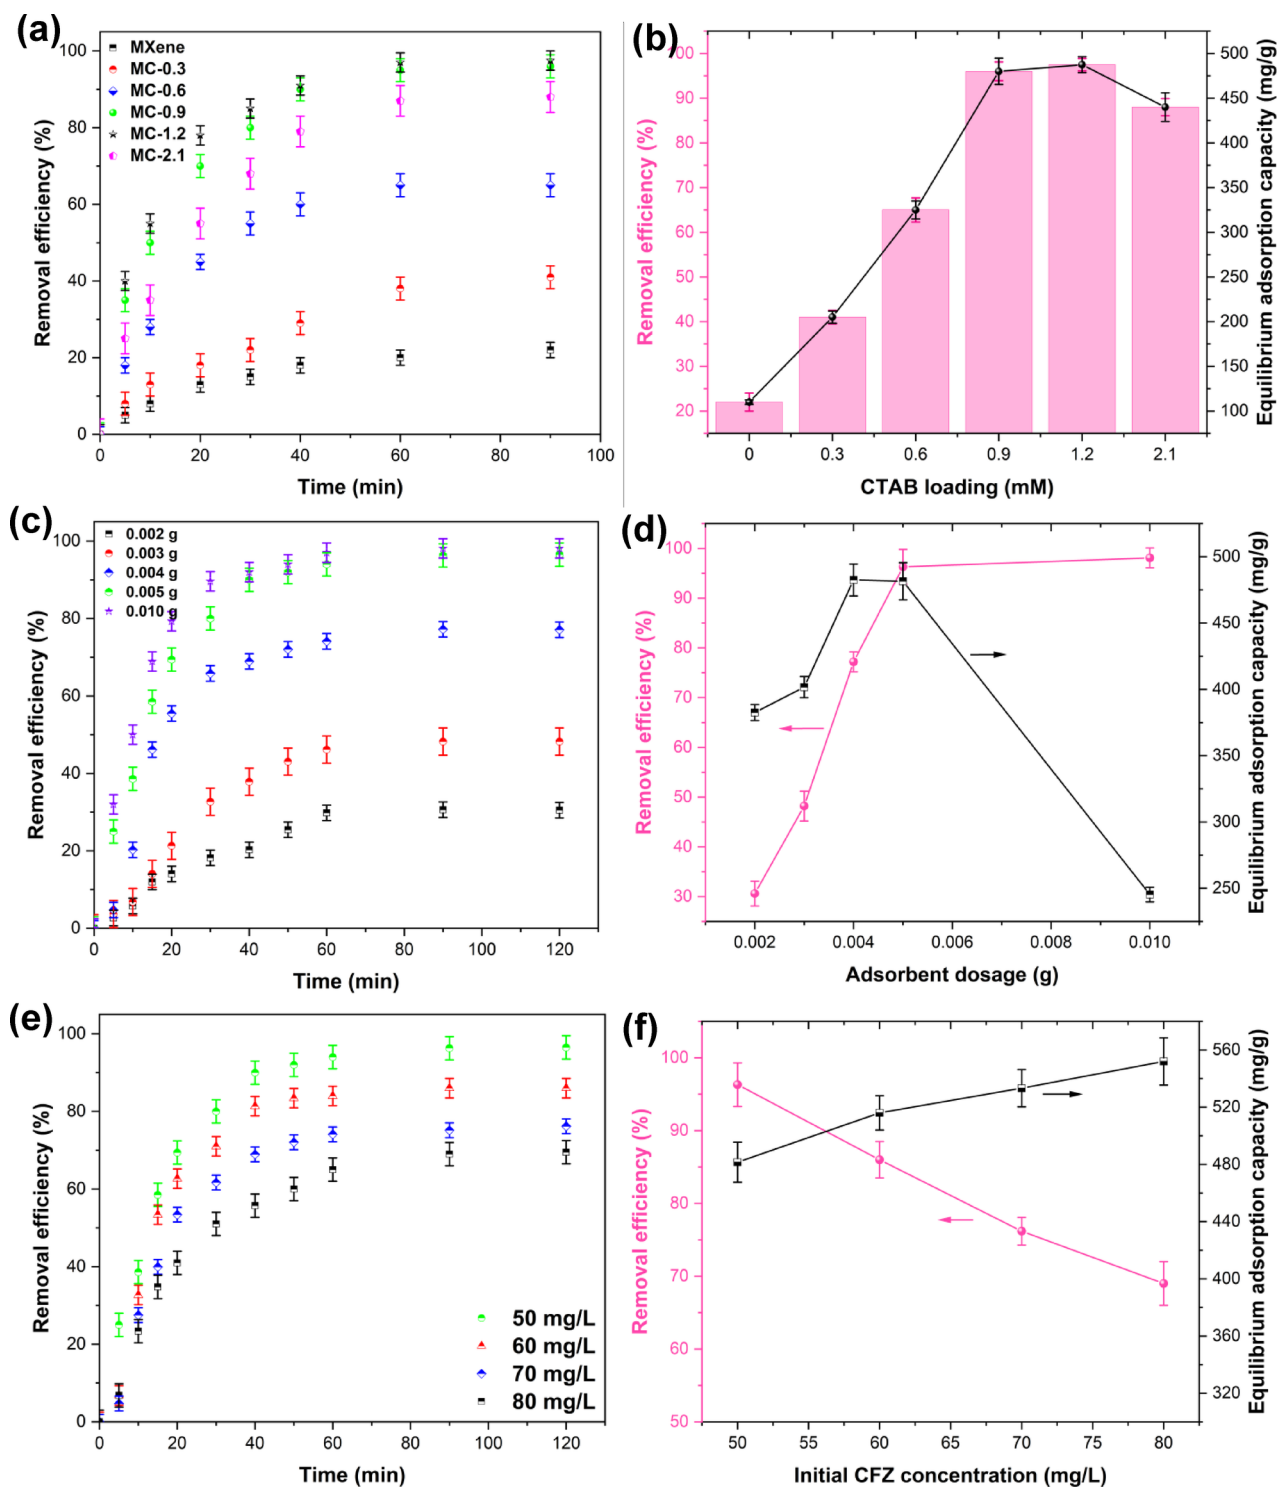 (a)
MXene
MC-0.3
MC-0.6
MC-0.9
MC-1.2
MC-2.1
100
80
60
40
20
0
Removal efficiency (%)
0 20 40 60 80 100
Time (min)
(b)
100
90
80
70
60
50
40
30
20
Removal efficiency (%)
500
450
400
350
300
250
200
150
100
Equilibrium adsorption capacity (mg/g)
0 0.3 0.6 0.9 1.2 2.1
CTAB loading (mM)
(c)
0.002 g
0.003 g
0.004 g
0.005 g
0.010 g
100
80
60
40
20
0
Removal efficiency (%)
0 20 40 60 80 100 120
Time (min)
(d)
100
90
80
70
60
50
40
30
Removal efficiency (%)
500
450
400
350
300
250
Equilibrium adsorption capacity (mg/g)
0.002 0.004 0.006 0.008 0.010
Adsorbent dosage (g)
(e)
100
80
60
40
20
0
Removal efficiency (%)
50 mg/L
60 mg/L
70 mg/L
80 mg/L
0 20 40 60 80 100 120
Time (min)
(f)
100
90
80
70
60
50
Removal efficiency (%)
560
520
480
440
400
360
320
Equilibrium adsorption capacity (mg/g)
50 55 60 65 70 75 80
Initial CFZ concentration (mg/L)